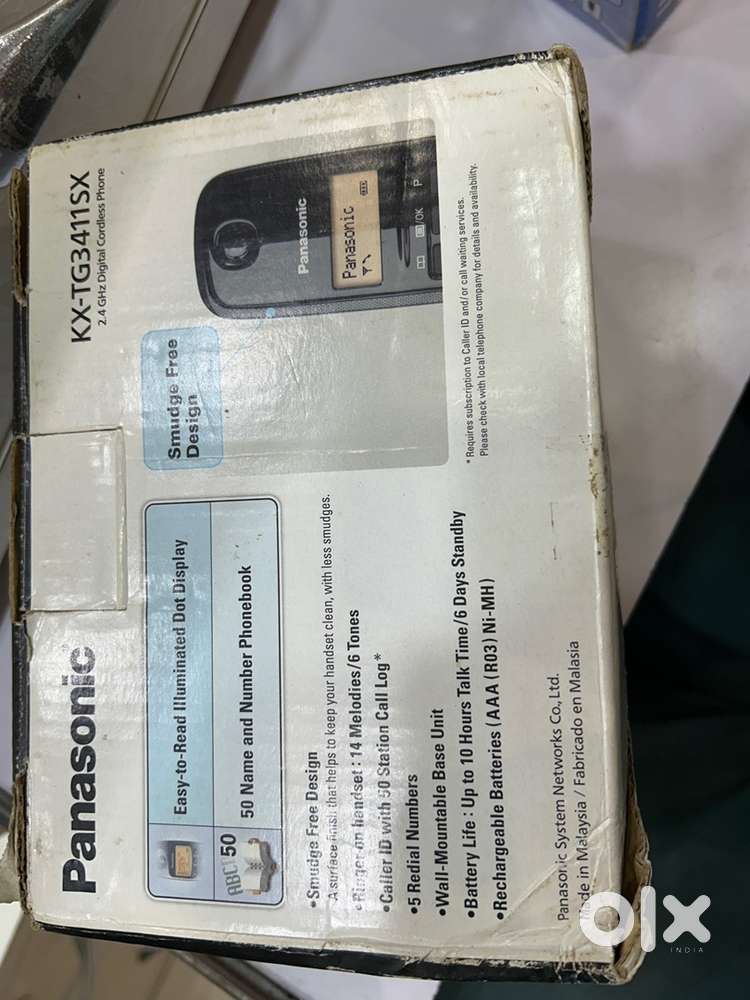 Panasonic
KX-TG3411SX
2.4 GHz Digital Cordless Phone
Easy-to-Read Illuminated Dot Display
ABC! 50
50 Name and Number Phonebook
Smudge Free
Design
Panasonic
Panasonic
/OK
P
•Smudge Free Design
A surface finish that helps to keep your handset clean, with less smudges.
•Ringer on handset : 14 Melodies/6 Tones
•Caller ID with 50 Station Call Log*
•5 Redial Numbers
•Wall-Mountable Base Unit
•Battery Life : Up to 10 Hours Talk Time/6 Days Standby
•Rechargeable Batteries (AAA (R03) Ni-MH)
* Requires subscription to Caller ID and/or call waiting services.
Please check with local telephone company for details and availability.
Panasonic System Networks Co., Ltd.
Made in Malaysia / Fabricado en Malasia
olx
INDIA